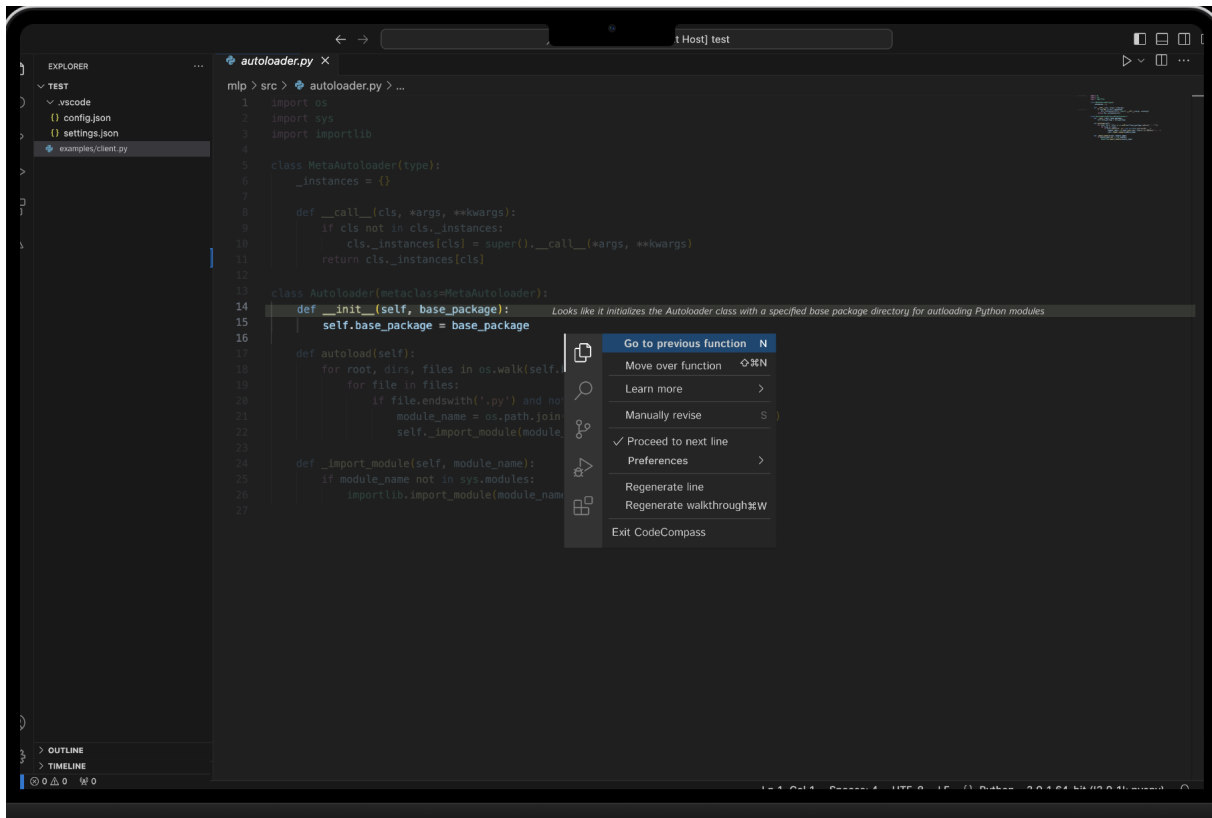 t Host] test
EXPLORER ...
TEST
.vscode
{} config.json
{} settings.json
examples/client.py
OUTLINE
TIMELINE
0 0 0
autoloader.py
mlp > src > autoloader.py > ...
1 import os
2 import sys
3 import importlib
4
5 class MetaAutoloader(type):
6 _instances = {}
7
8 def __call__(cls, *args, **kwargs):
9 if cls not in cls._instances:
10 cls._instances[cls] = super().__call__(*args, **kwargs)
11 return cls._instances[cls]
12
13 class Autoloader(metaclass=MetaAutoloader):
14 def __init__(self, base_package): Looks like it initializes the Autoloader class with a specified base package directory for autloading Python modules
15 self.base_package = base_package
16
17 def autoload(self):
18 for root, dirs, files in os.walk(self.
19 for file in files:
20 if file.endswith('.py') and no
21 module_name = os.path.join )
22 self._import_module(module_
23
24 def _import_module(self, module_name):
25 if module_name not in sys.modules:
26 importlib.import_module(module_name
27
Go to previous function N
Move over function ⇧⌘N
Learn more >
Manually revise S
✓ Proceed to next line
Preferences >
Regenerate line
Regenerate walkthrough⌘W
Exit CodeCompass